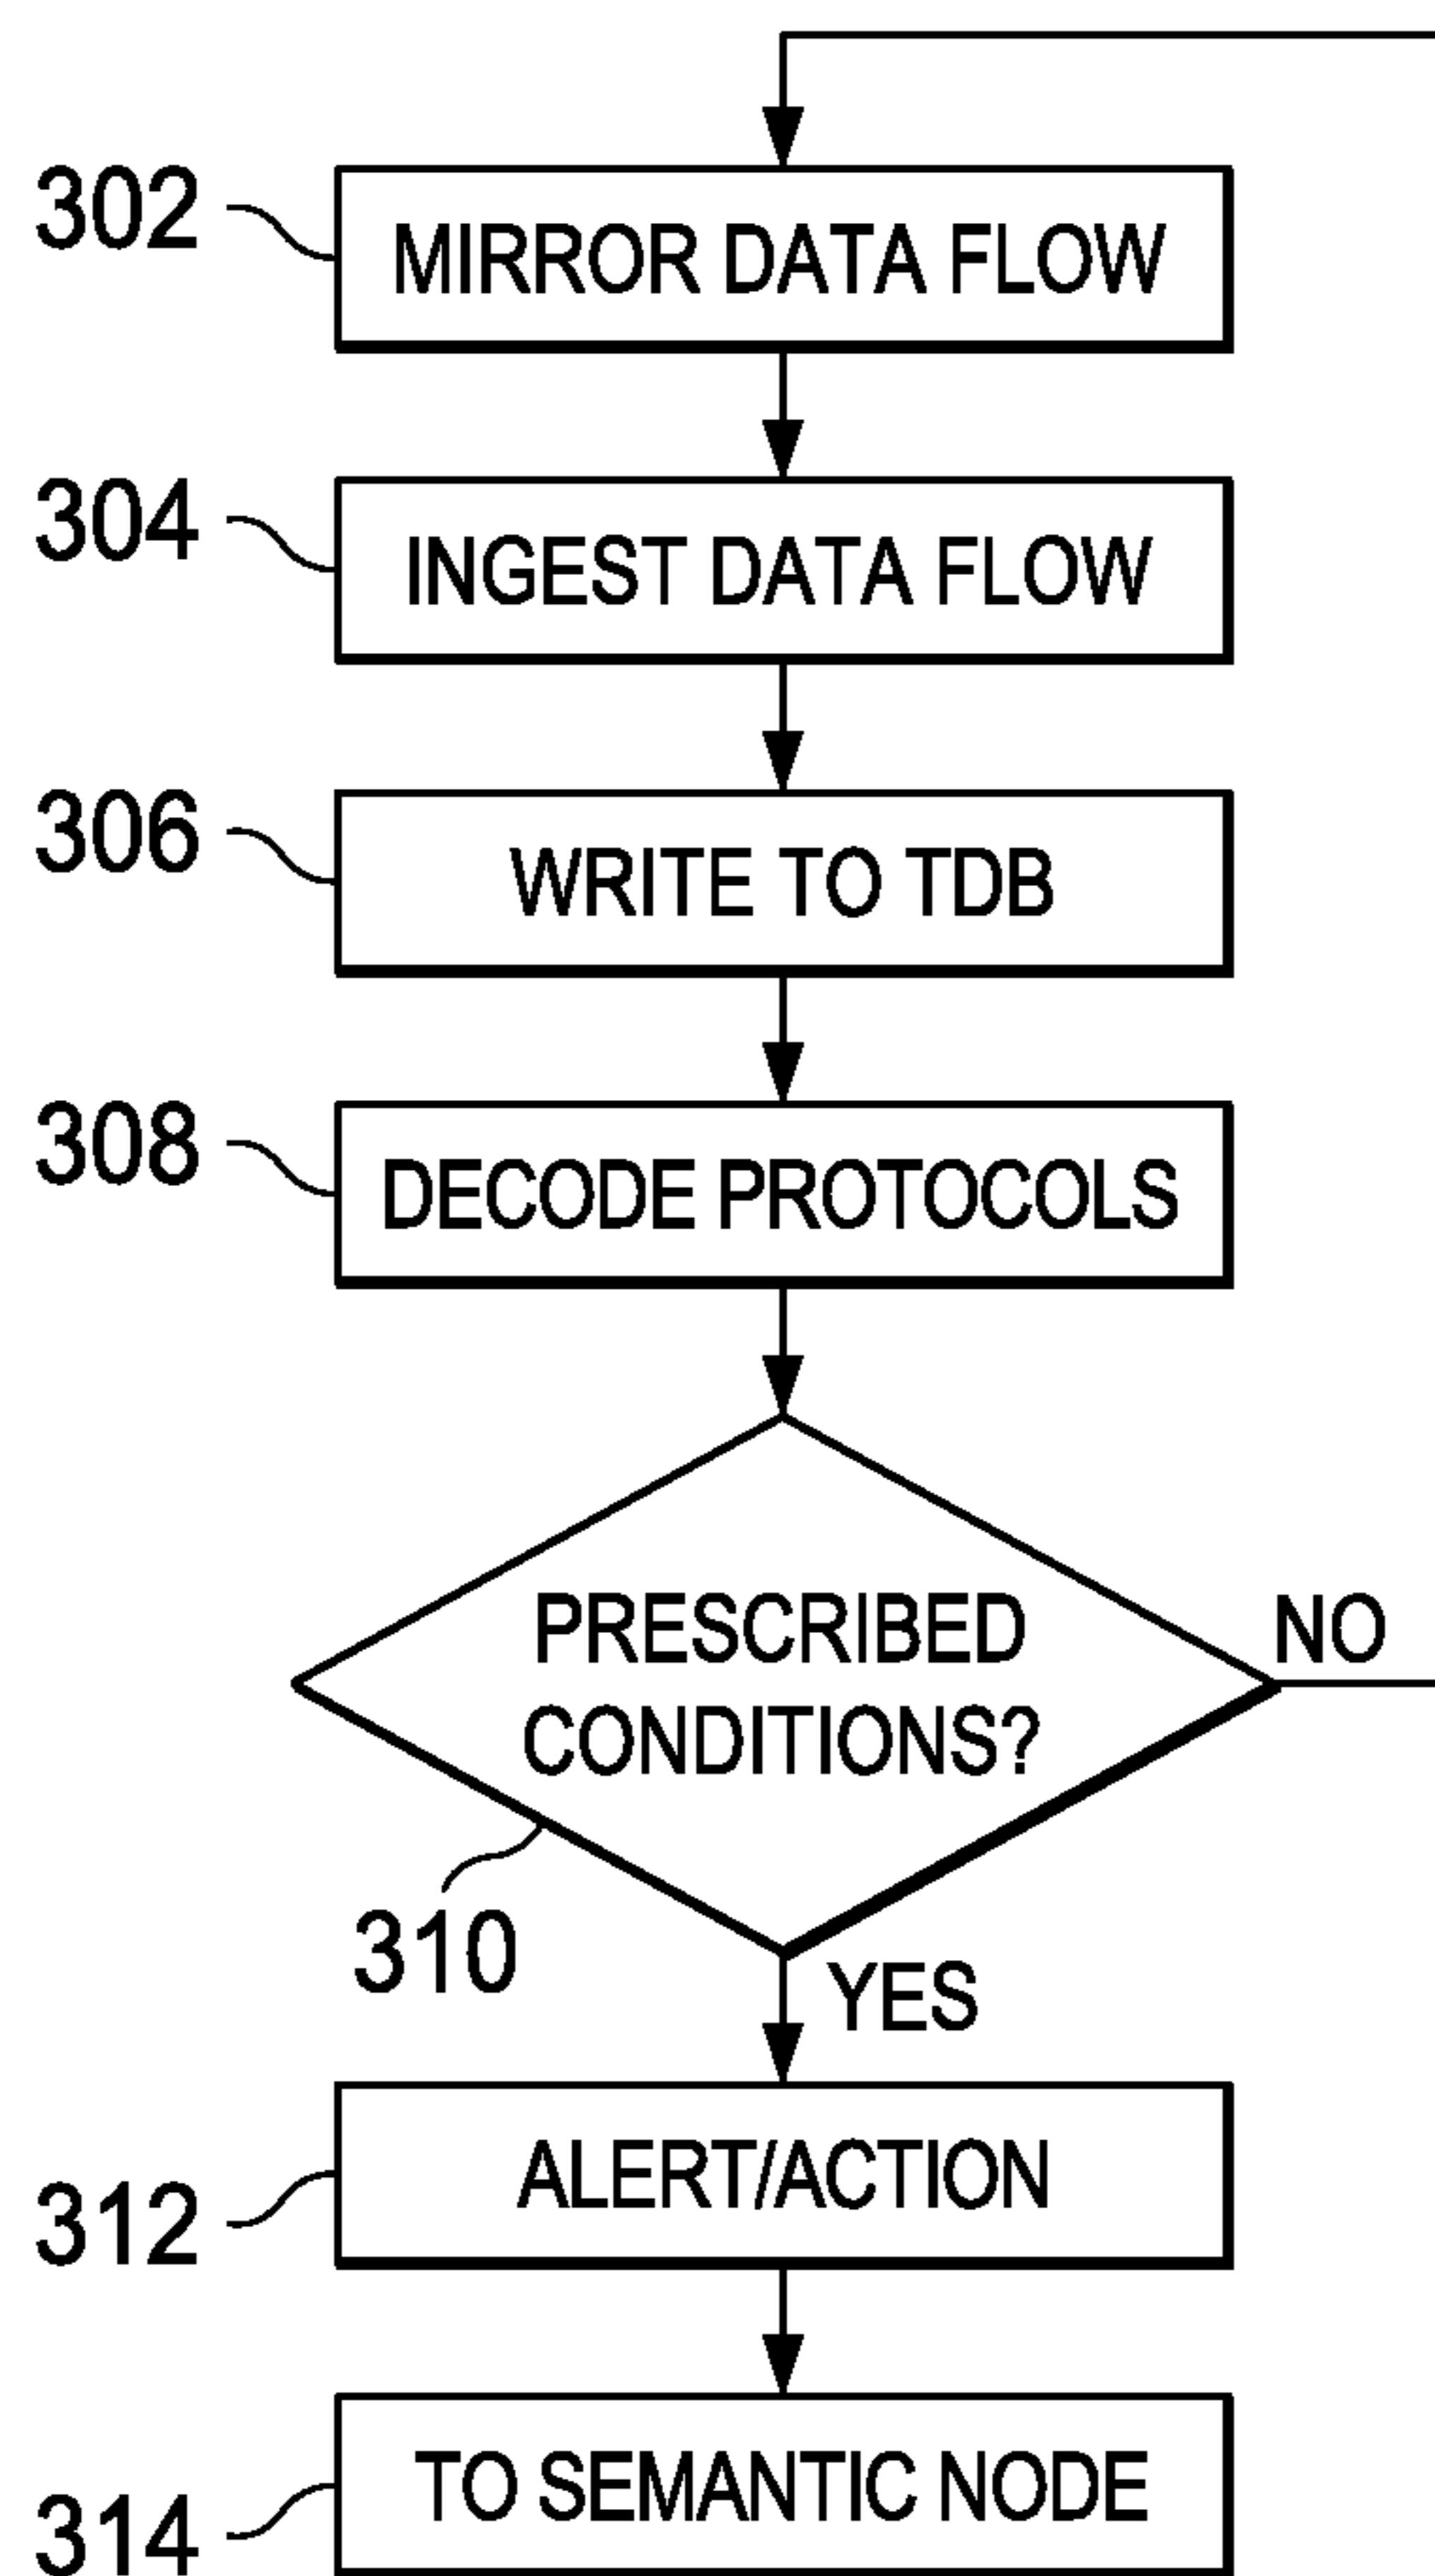 302
MIRROR DATA FLOW
304
INGEST DATA FLOW
306
WRITE TO TDB
308
DECODE PROTOCOLS
PRESCRIBED
CONDITIONS?
NO
310
YES
312
ALERT/ACTION
314
TO SEMANTIC NODE